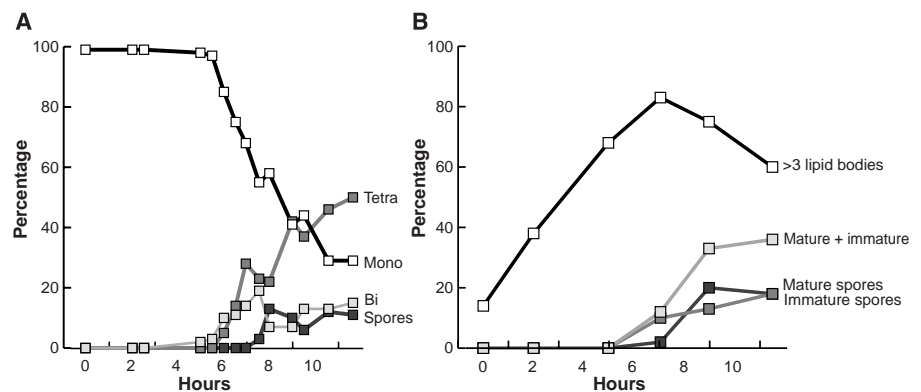 A
Percentage
100
80
60
40
20
0
0 2 4 6 8 10
Hours
Tetra
Mono
Bi
Spores
B
Percentage
100
80
60
40
20
0
0 2 4 6 8 10
Hours
>3 lipid bodies
Mature + immature
Mature spores
Immature spores